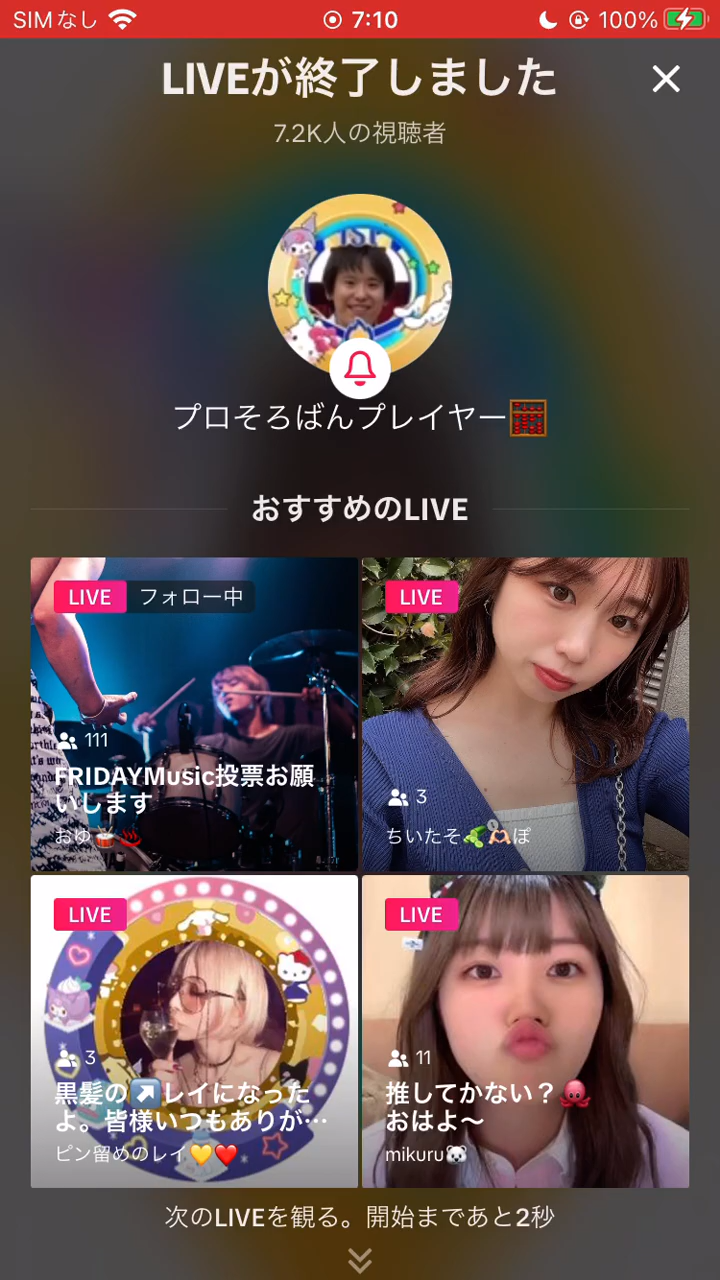 SIMなし 7:10 100%
LIVEが終了しました
7.2K人の視聴者
1ST
プロそろばんプレイヤー🧮
おすすめのLIVE
LIVE フォロー中
111
FRIDAYMusic投票お願
いします
おゆ🥁♨️
LIVE
3
ちいたそ🫛🫶🏻ぽ
LIVE
3
黒髪の↗️レイになった
よ。皆様いつもありが…
ピン留めのレイ💛❤️
LIVE
11
推してかない？🐙
おはよ〜
mikuru🐼
次のLIVEを観る。開始まであと2秒